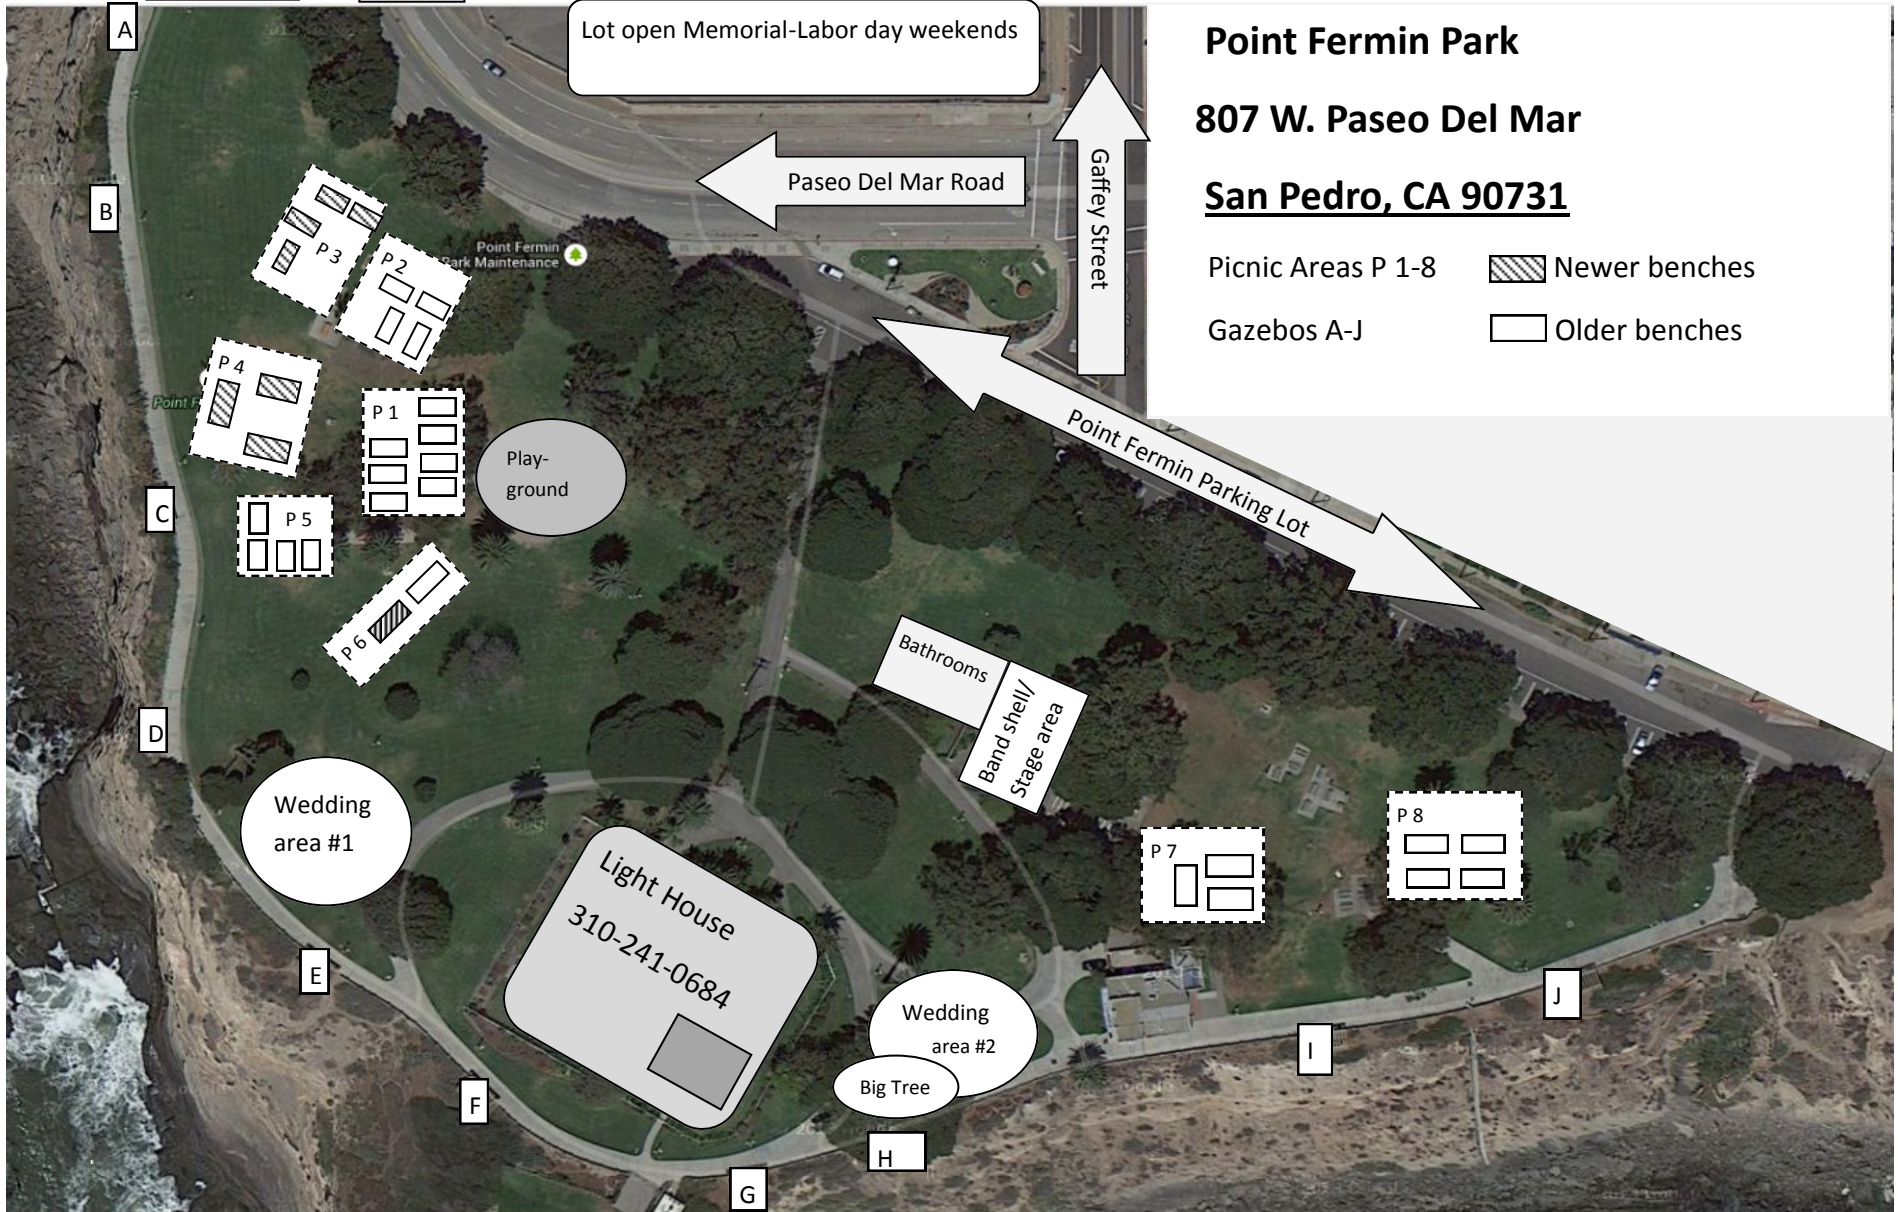 A
Lot open Memorial-Labor day weekends
Point Fermin Park
807 W. Paseo Del Mar
San Pedro, CA 90731
Picnic Areas P 1-8
Newer benches
Gazebos A-J
Older benches
Paseo Del Mar Road
Gaffey Street
B
P 3
P 2
Point Fermin
Park Maintenance
P 4
Point F
P 1
Play-
ground
Point Fermin Parking Lot
C
P 5
P 6
Bathrooms
Band shell/
Stage area
D
Wedding
area #1
P 7
P 8
Light House
310-241-0684
E
Wedding
area #2
Big Tree
J
I
F
H
G